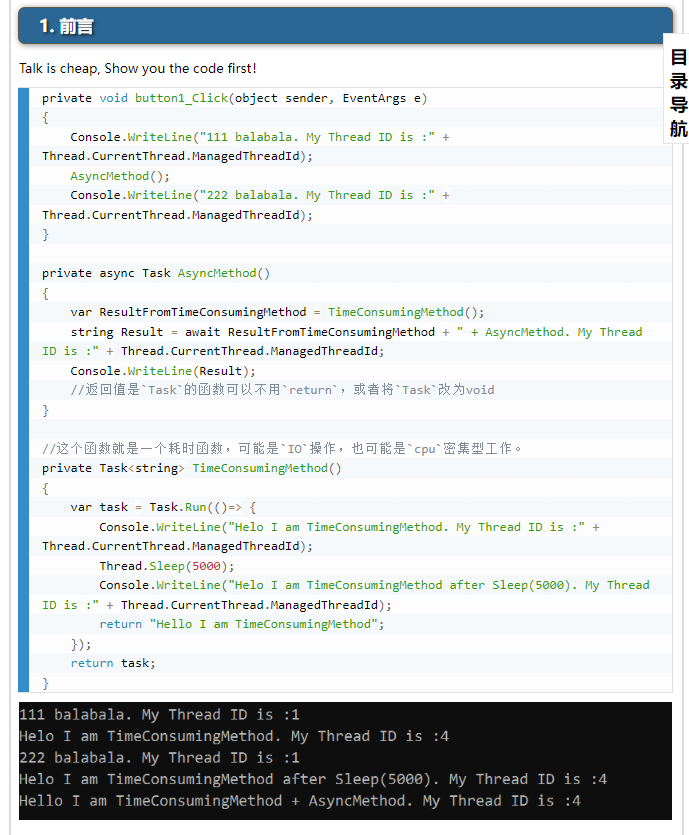 1. 前言
目
录
导
航
Talk is cheap, Show you the code first!
private void button1_Click(object sender, EventArgs e)
{
    Console.WriteLine("111 balabala. My Thread ID is :" +
Thread.CurrentThread.ManagedThreadId);
    AsyncMethod();
    Console.WriteLine("222 balabala. My Thread ID is :" +
Thread.CurrentThread.ManagedThreadId);
}

private async Task AsyncMethod()
{
    var ResultFromTimeConsumingMethod = TimeConsumingMethod();
    string Result = await ResultFromTimeConsumingMethod + " + AsyncMethod. My Thread
ID is :" + Thread.CurrentThread.ManagedThreadId;
    Console.WriteLine(Result);
    //返回值是`Task`的函数可以不用`return`，或者将`Task`改为void
}

//这个函数就是一个耗时函数，可能是`IO`操作，也可能是`cpu`密集型工作。
private Task<string> TimeConsumingMethod()
{
    var task = Task.Run(()=> {
        Console.WriteLine("Helo I am TimeConsumingMethod. My Thread ID is :" +
Thread.CurrentThread.ManagedThreadId);
        Thread.Sleep(5000);
        Console.WriteLine("Helo I am TimeConsumingMethod after Sleep(5000). My Thread
ID is :" + Thread.CurrentThread.ManagedThreadId);
        return "Hello I am TimeConsumingMethod";
    });
    return task;
}
111 balabala. My Thread ID is :1
Helo I am TimeConsumingMethod. My Thread ID is :4
222 balabala. My Thread ID is :1
Helo I am TimeConsumingMethod after Sleep(5000). My Thread ID is :4
Hello I am TimeConsumingMethod + AsyncMethod. My Thread ID is :4